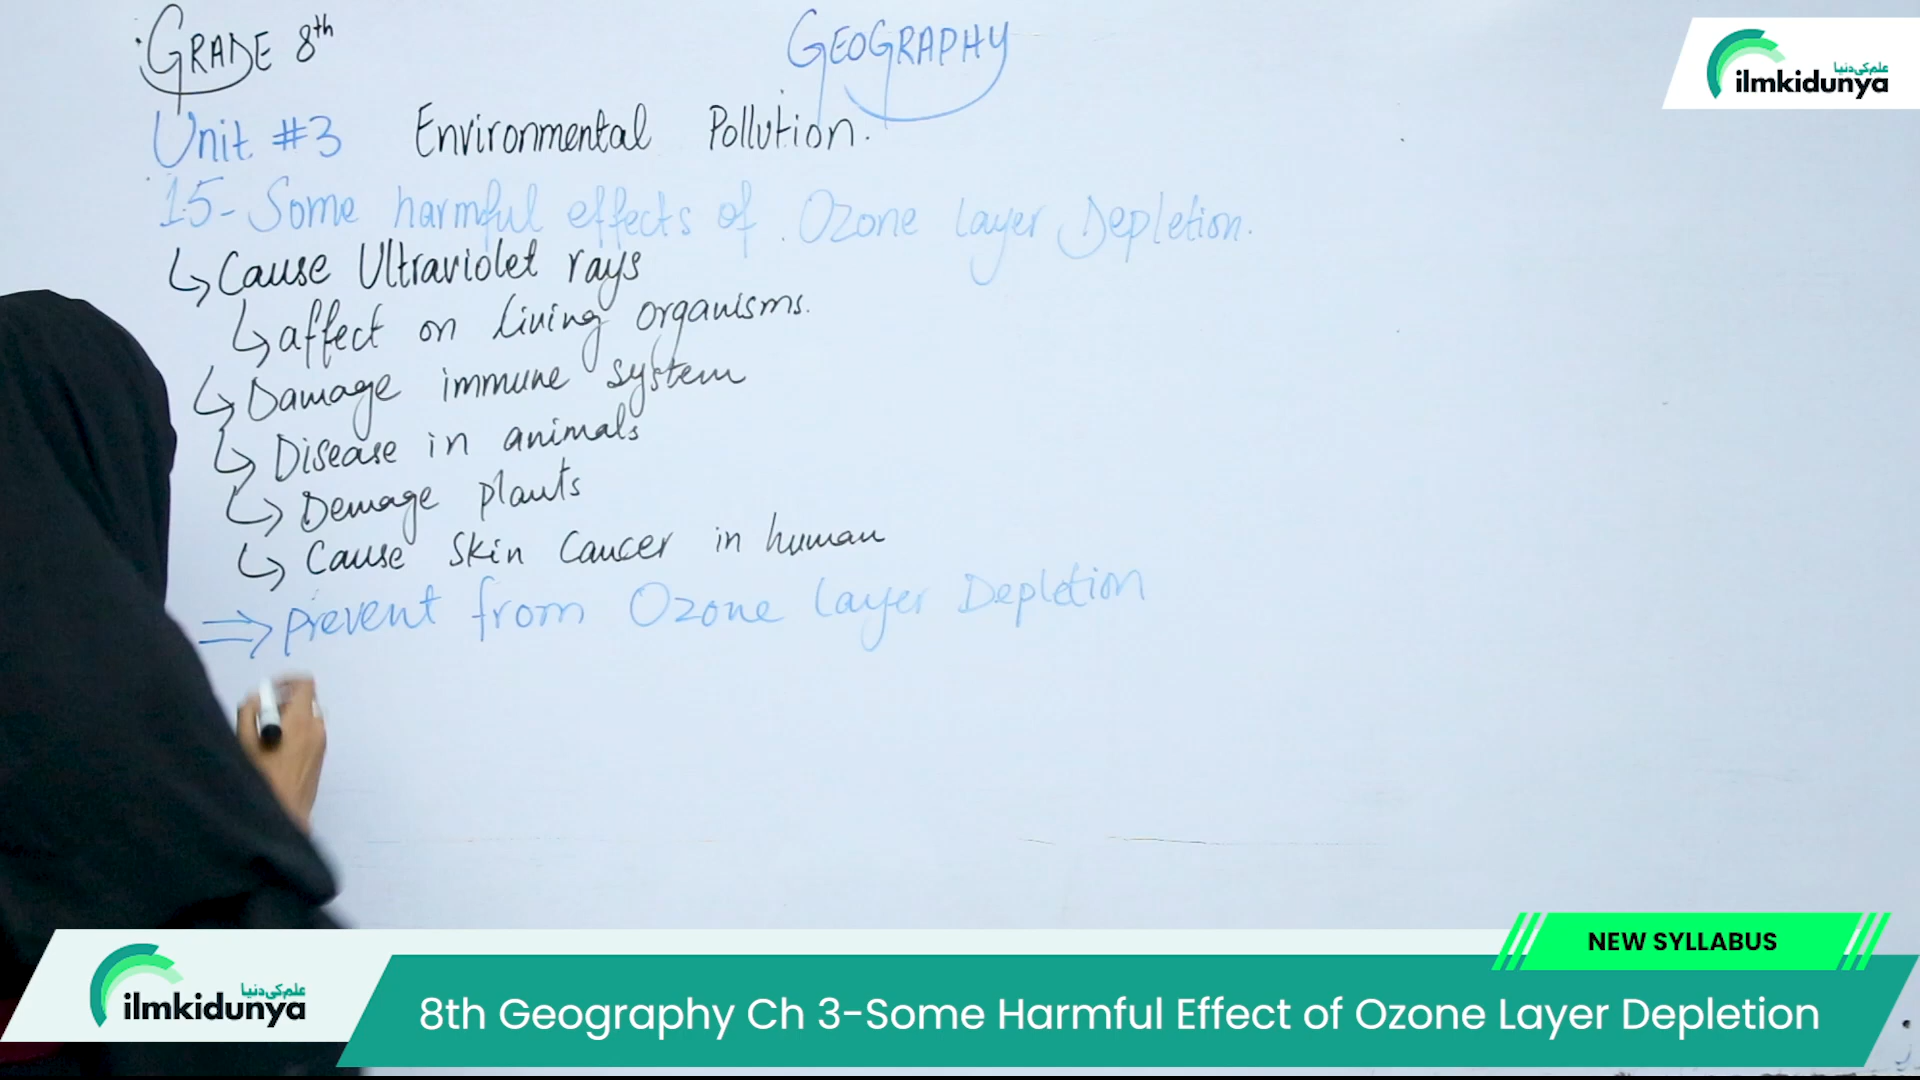 GRADE 8th
GEOGRAPHY
علم کی دنیا
ilmkidunya
Unit #3 Environmental Pollution.
15- Some harmful effects of Ozone Layer Depletion.
↳ Cause Ultraviolet rays
↳ affect on Living organisms.
↳ Damage immune system
↳ Disease in animals
↳ Demage plants
↳ Cause Skin Cancer in human
⇒ prevent from Ozone Layer Depletion
NEW SYLLABUS
علم کی دنیا
ilmkidunya
8th Geography Ch 3-Some Harmful Effect of Ozone Layer Depletion